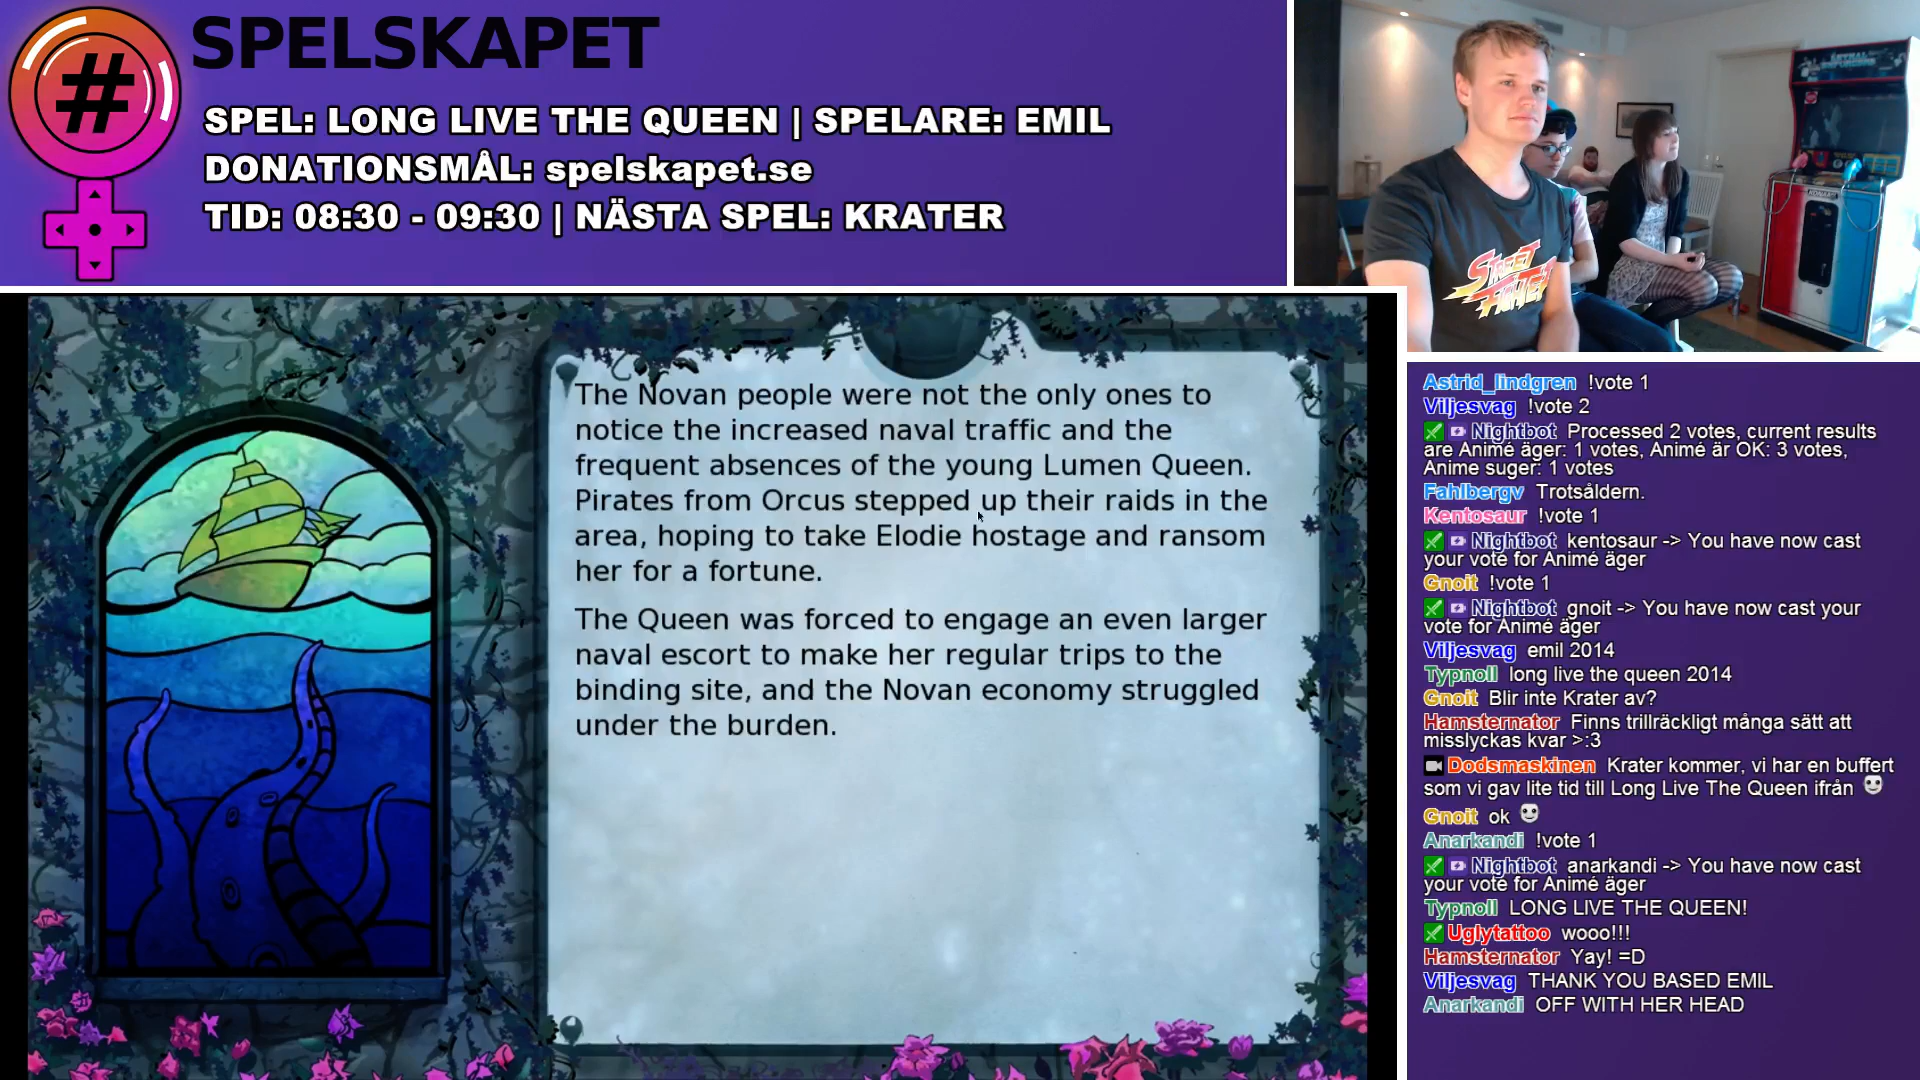 #
SPELSKAPET
SPEL: LONG LIVE THE QUEEN | SPELARE: EMIL
DONATIONSMÅL: spelskapet.se
TID: 08:30 - 09:30 | NÄSTA SPEL: KRATER
STREET
FIGHTER
KONAMI
The Novan people were not the only ones to
notice the increased naval traffic and the
frequent absences of the young Lumen Queen.
Pirates from Orcus stepped up their raids in the
area, hoping to take Elodie hostage and ransom
her for a fortune.
The Queen was forced to engage an even larger
naval escort to make her regular trips to the
binding site, and the Novan economy struggled
under the burden.
Astrid_lindgren !vote 1
Viljesvag !vote 2
Nightbot Processed 2 votes, current results
are Animé äger: 1 votes, Animé är OK: 3 votes,
Anime suger: 1 votes
Fahlbergv Trotsåldern.
Kentosaur !vote 1
Nightbot kentosaur -> You have now cast
your vote for Animé äger
Gnoit !vote 1
Nightbot gnoit -> You have now cast your
vote for Animé äger
Viljesvag emil 2014
Typnoll long live the queen 2014
Gnoit Blir inte Krater av?
Hamsternator Finns trillräckligt många sätt att
misslyckas kvar >:3
Dodsmaskinen Krater kommer, vi har en buffert
som vi gav lite tid till Long Live The Queen ifrån
Gnoit ok
Anarkandi !vote 1
Nightbot anarkandi -> You have now cast
your vote for Animé äger
Typnoll LONG LIVE THE QUEEN!
Uglytattoo wooo!!!
Hamsternator Yay! =D
Viljesvag THANK YOU BASED EMIL
Anarkandi OFF WITH HER HEAD